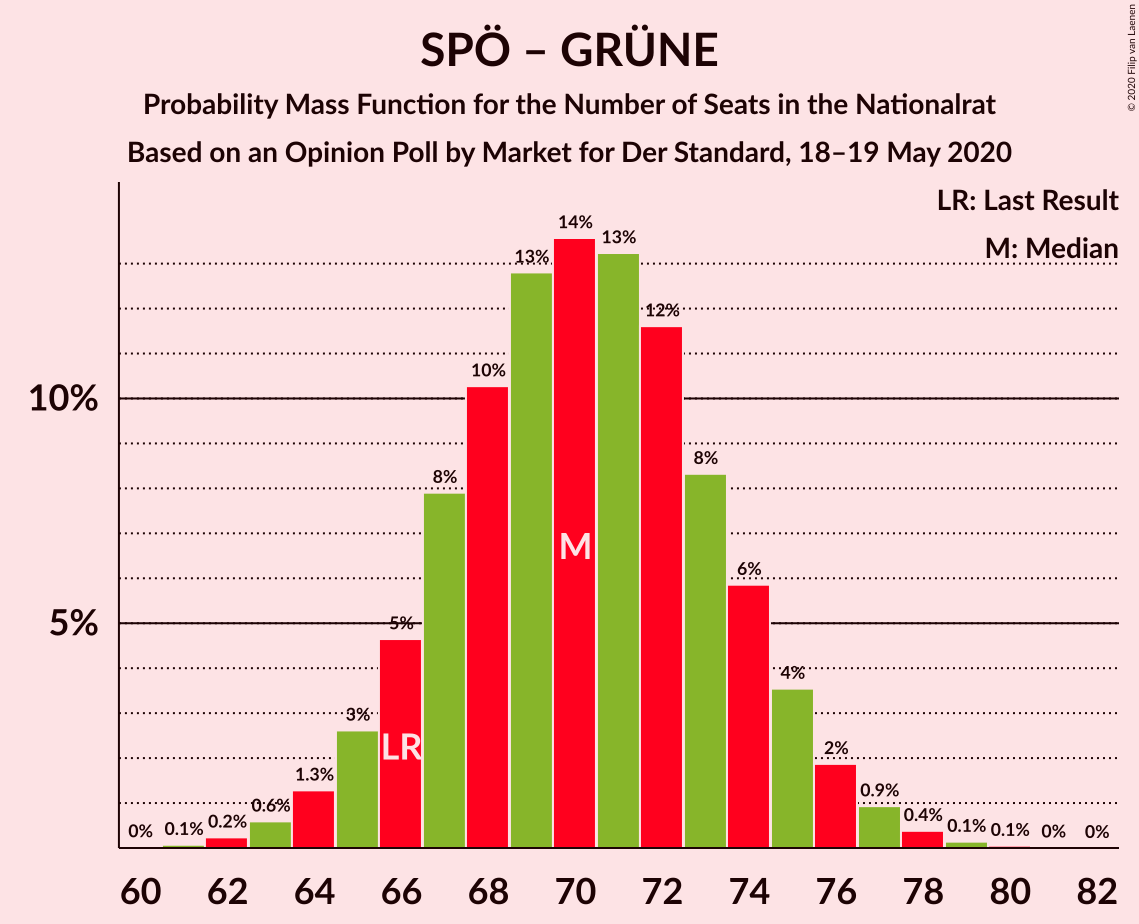 SPÖ – GRÜNE
Probability Mass Function for the Number of Seats in the Nationalrat
Based on an Opinion Poll by Market for Der Standard, 18–19 May 2020
© 2020 Filip van Laenen
LR: Last Result
M: Median
10%
5%
0%
0.1%
0.2%
0.6%
1.3%
3%
5%
8%
10%
13%
14%
13%
12%
8%
6%
4%
2%
0.9%
0.4%
0.1%
0.1%
0%
0%
LR
M
60 62 64 66 68 70 72 74 76 78 80 82